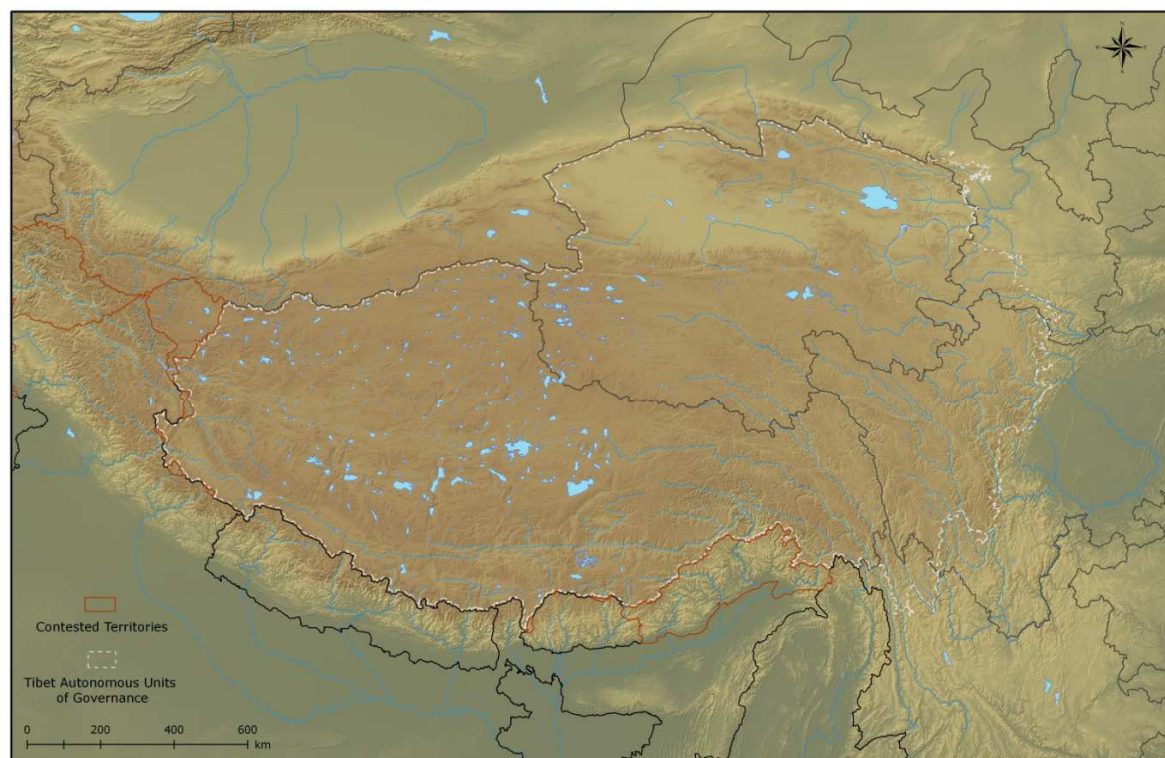 Contested Territories
Tibet Autonomous Units
of Governance
0 200 400 600
km